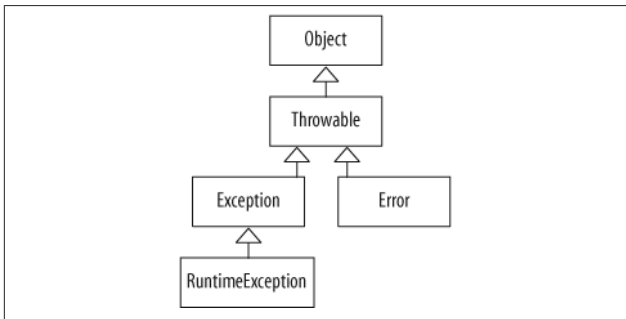 Object
Throwable
Exception
Error
RuntimeException